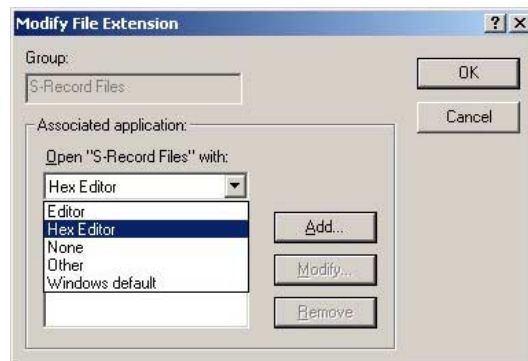 Modify File Extension
Group:
S-Record Files
OK
Cancel
Associated application:
Open "S-Record Files" with:
Hex Editor
Editor
Hex Editor
None
Other
Windows default
Add...
Modify...
Remove